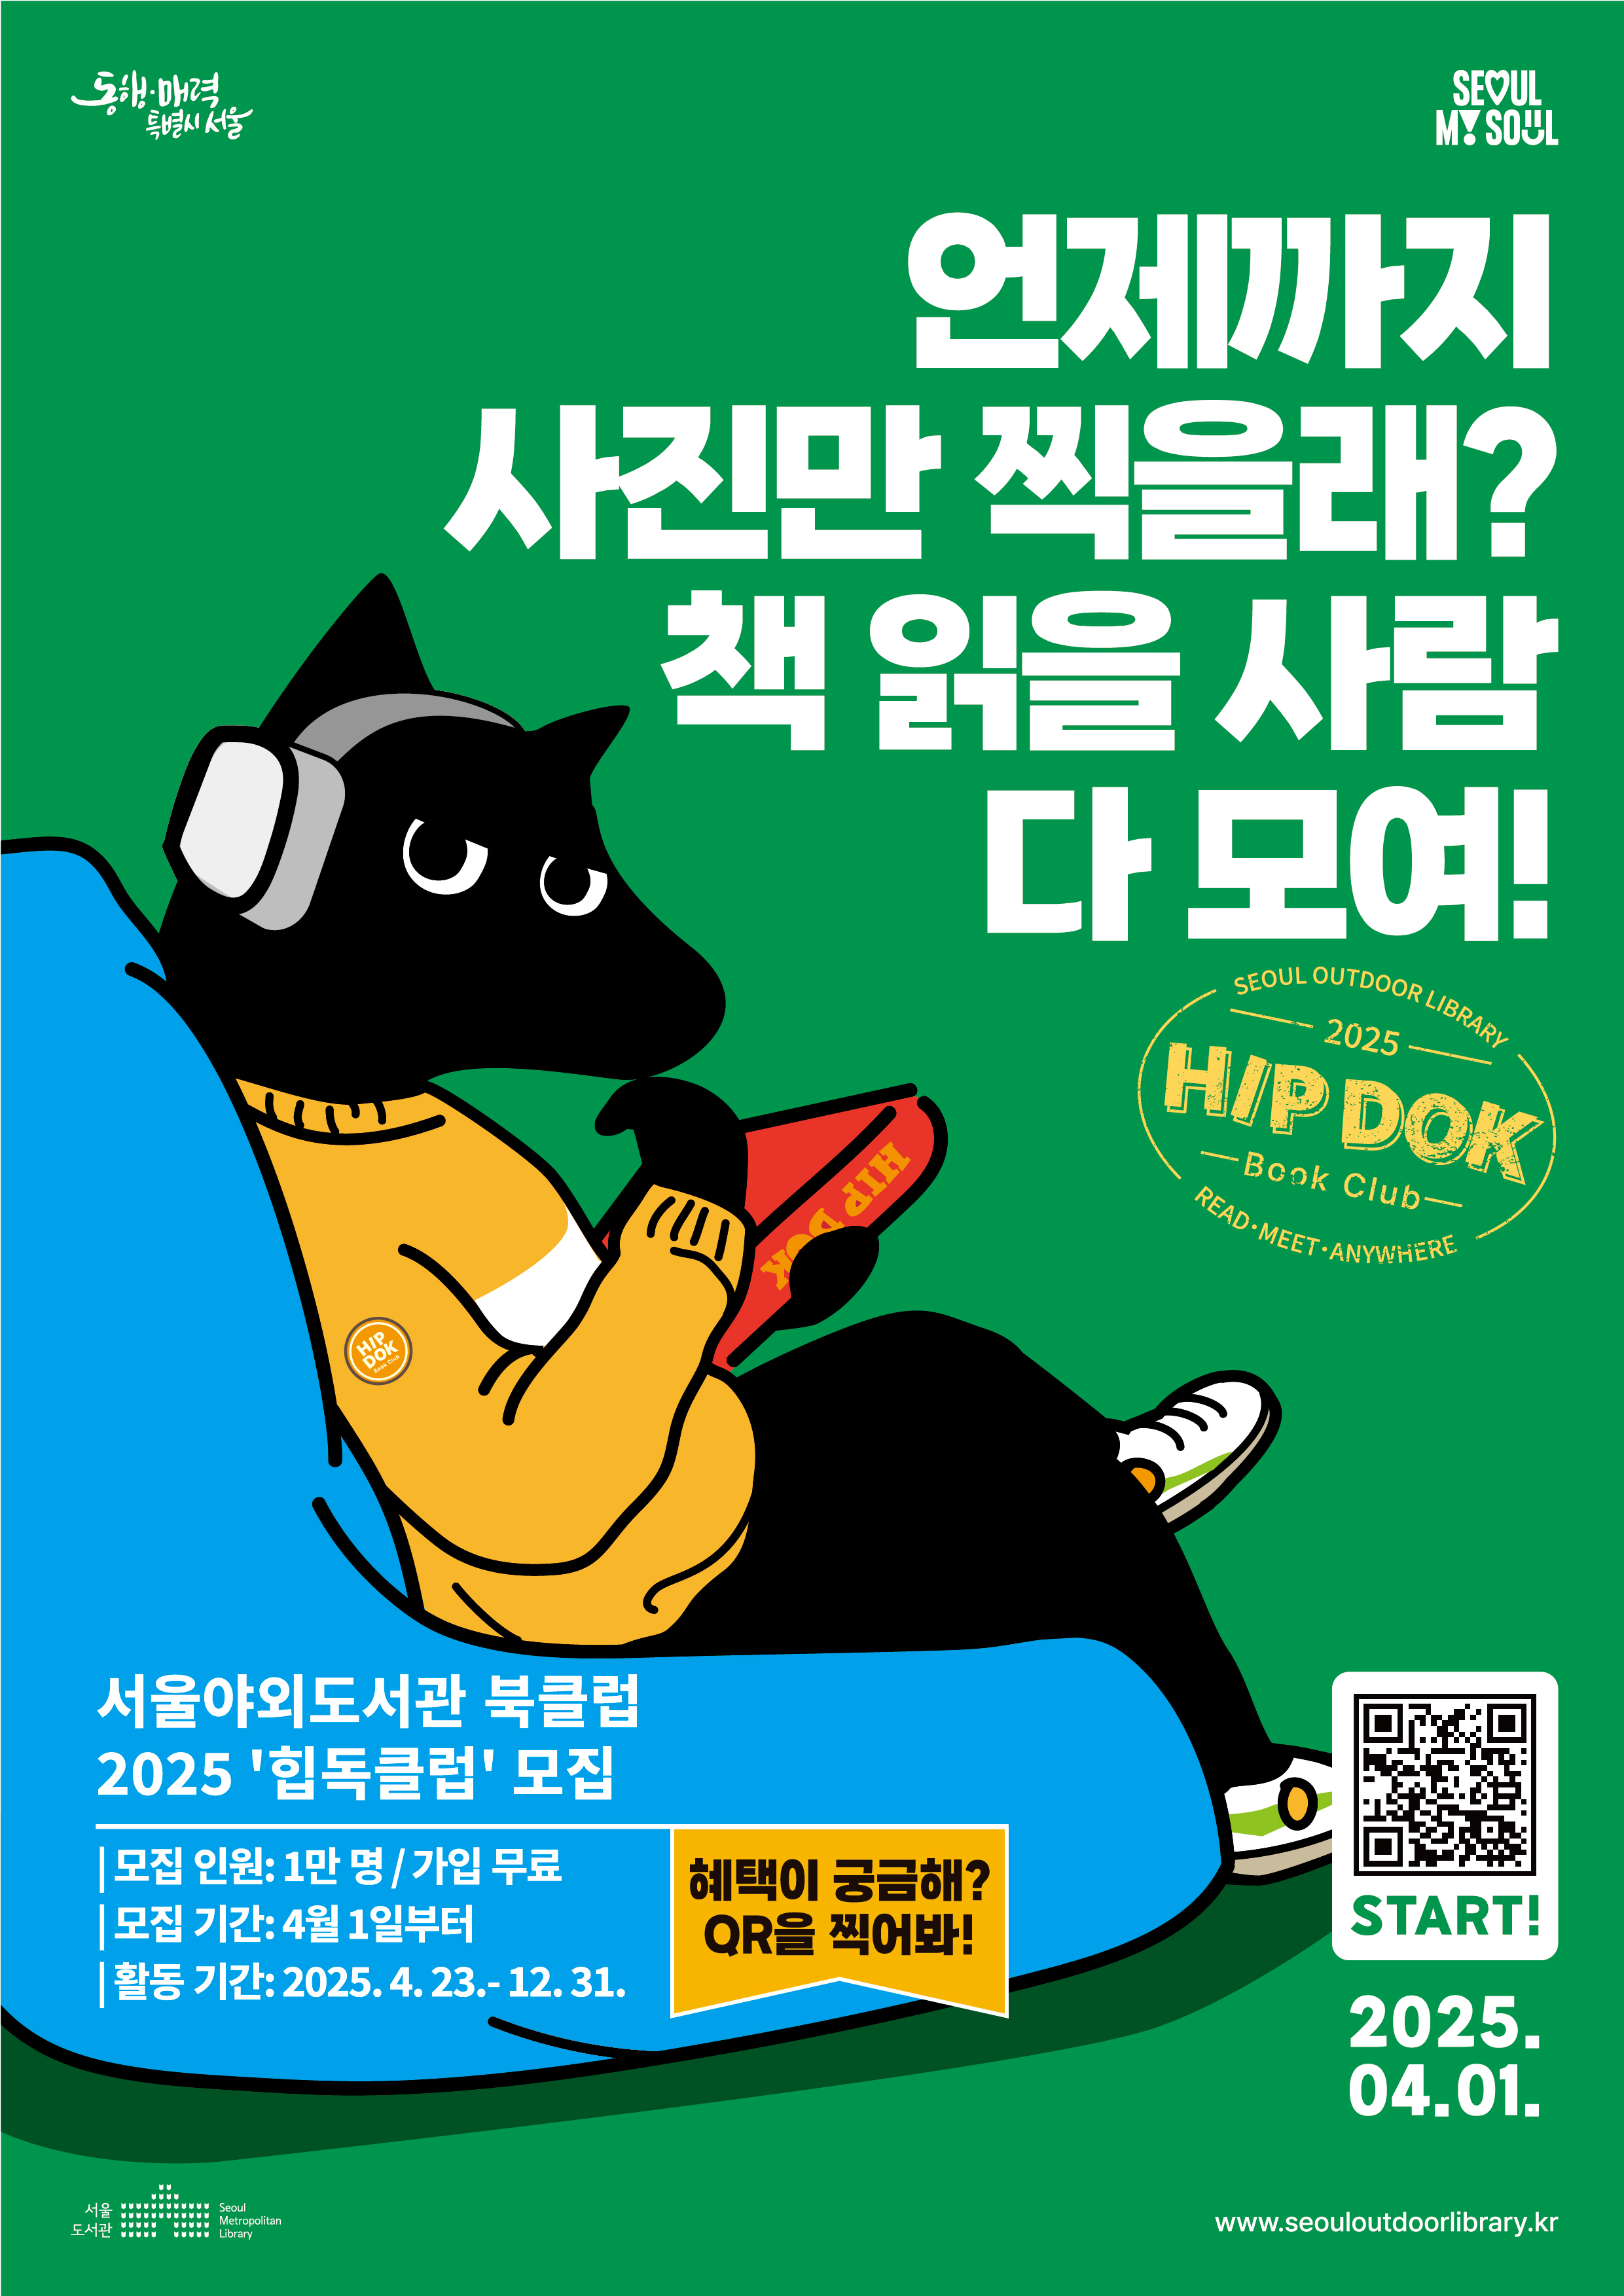 동행·매력
특별시 서울
SEOUL
MY SOUL
언제까지
사진만 찍을래?
책 읽을 사람
다 모여!
SEOUL OUTDOOR LIBRARY
2025
HIP DOK
Book Club
READ·MEET·ANYWHERE
HIP DOK
HIP
DOK
Book Club
서울야외도서관 북클럽
2025 '힙독클럽' 모집
모집 인원: 1만 명 / 가입 무료
모집 기간: 4월 1일부터
활동 기간: 2025. 4. 23.- 12. 31.
혜택이 궁금해?
QR을 찍어봐!
START!
2025.
04.01.
서울
도서관
Seoul
Metropolitan
Library
www.seouloutdoorlibrary.kr